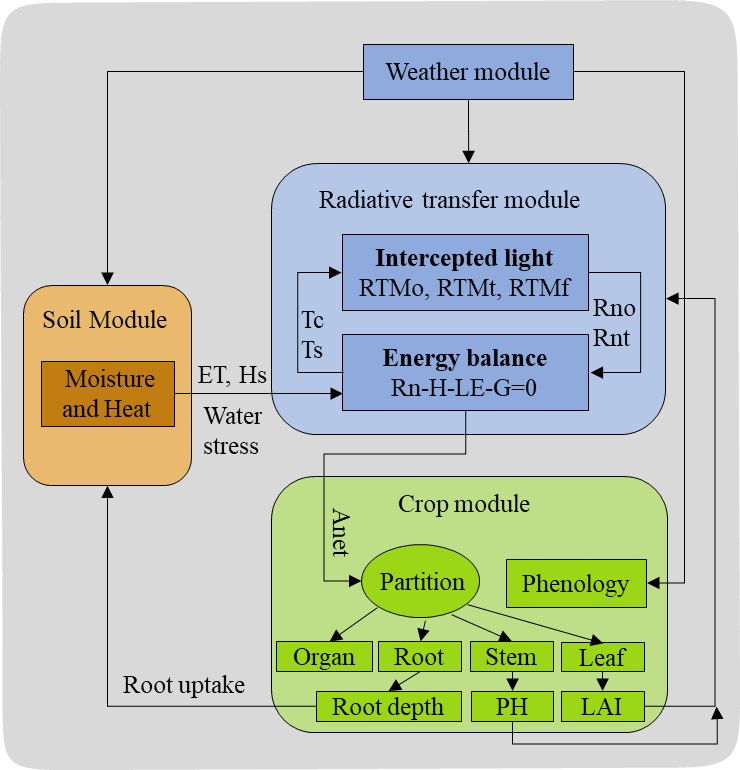 Weather module
Radiative transfer module
Intercepted light
RTMo, RTMt, RTMf
Tc
Ts
Rno
Rnt
Energy balance
Rn-H-LE-G=0
Soil Module
Moisture
and Heat
ET, Hs
Water
stress
Anet
Crop module
Partition
Phenology
Organ
Root
Stem
Leaf
Root uptake
Root depth
PH
LAI